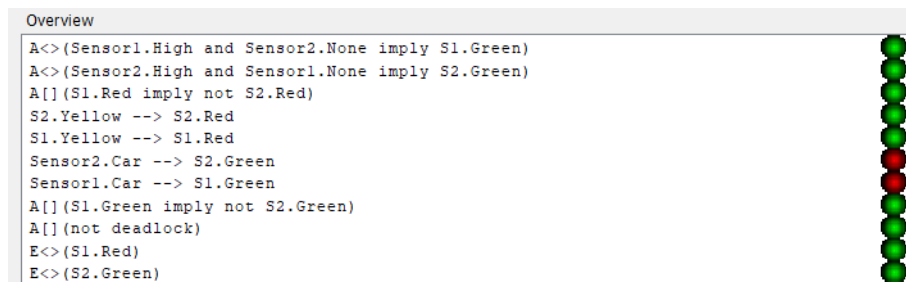 Overview
A<>(Sensor1.High and Sensor2.None imply S1.Green)
A<>(Sensor2.High and Sensor1.None imply S2.Green)
A[](S1.Red imply not S2.Red)
S2.Yellow --> S2.Red
S1.Yellow --> S1.Red
Sensor2.Car --> S2.Green
Sensor1.Car --> S1.Green
A[](S1.Green imply not S2.Green)
A[](not deadlock)
E<>(S1.Red)
E<>(S2.Green)